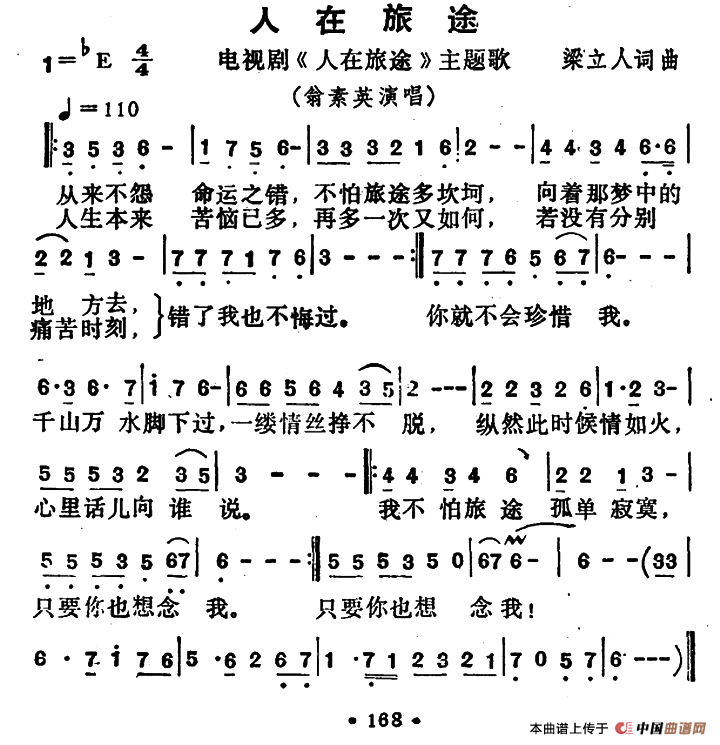 人在旅途
1=♭E 4/4 电视剧《人在旅途》主题歌 梁立人词曲
♩=110 （翁素英演唱）
‖: 3 5 3 6 - | 1 7 5 6- | 3 3 3 2 1 6 | 2 - - | 4 4 3 4 6·6 |
从来不怨 命运之错，不怕旅途多坎坷， 向着那梦中的
人生本来 苦恼已多，再多一次又如何， 若没有分别
2 2 1 3 - | 7 7 7 1 7 6 | 3 - - - :‖ 7 7 7 6 5 6 7 | 6 - - |
地 方去，
痛苦时刻，
}错了我也不悔过。 你就不会珍惜 我。
6·3 6· 7 | i 7 6- | 6 6 5 6 4 3 5 | 2 - - - | 2 2 3 2 6 | 1·2 3- |
千山万 水脚下过，一缕情丝挣不 脱， 纵然此时候情如火，
5 5 5 3 2 3 5 | 3 - - - ‖: 4 4 3 4 6 | 2 2 1 3 - |
心里话儿向 谁 说。 我不 怕旅 途 孤单 寂寞，
5 5 5 3 5 67 | 6 - - - :‖ 5 5 5 3 5 0 | 67 6- | 6 - -(33 |
只要你也想念 我。 只要你也想 念我！
6 · 7 i 7 6 | 5 ·6 2 6 7 | 1 ·7 1 2 3 2 1 | 7 0 5 7 | 6 - - -)‖
·168·
本曲谱上传于 中国曲谱网